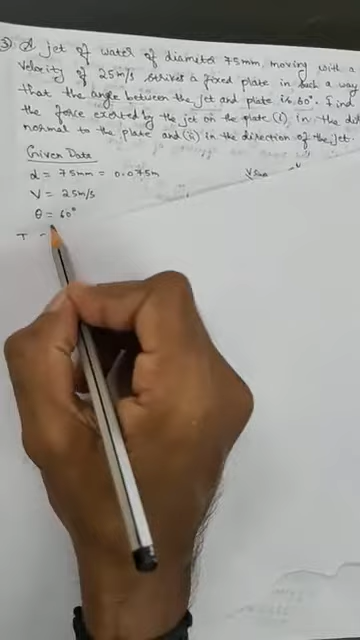 ③ A jet of water of diameter 75mm, moving with a
velocity of 25m/s strikes a fixed plate in such a way
that the angle between the jet and plate is 60°. Find
the force exerted by the jet on the plate (i) in the di
normal to the plate and (ii) in the direction of the jet.
Given Data
d = 75mm = 0.075m
V = 25m/s
θ = 60°
T